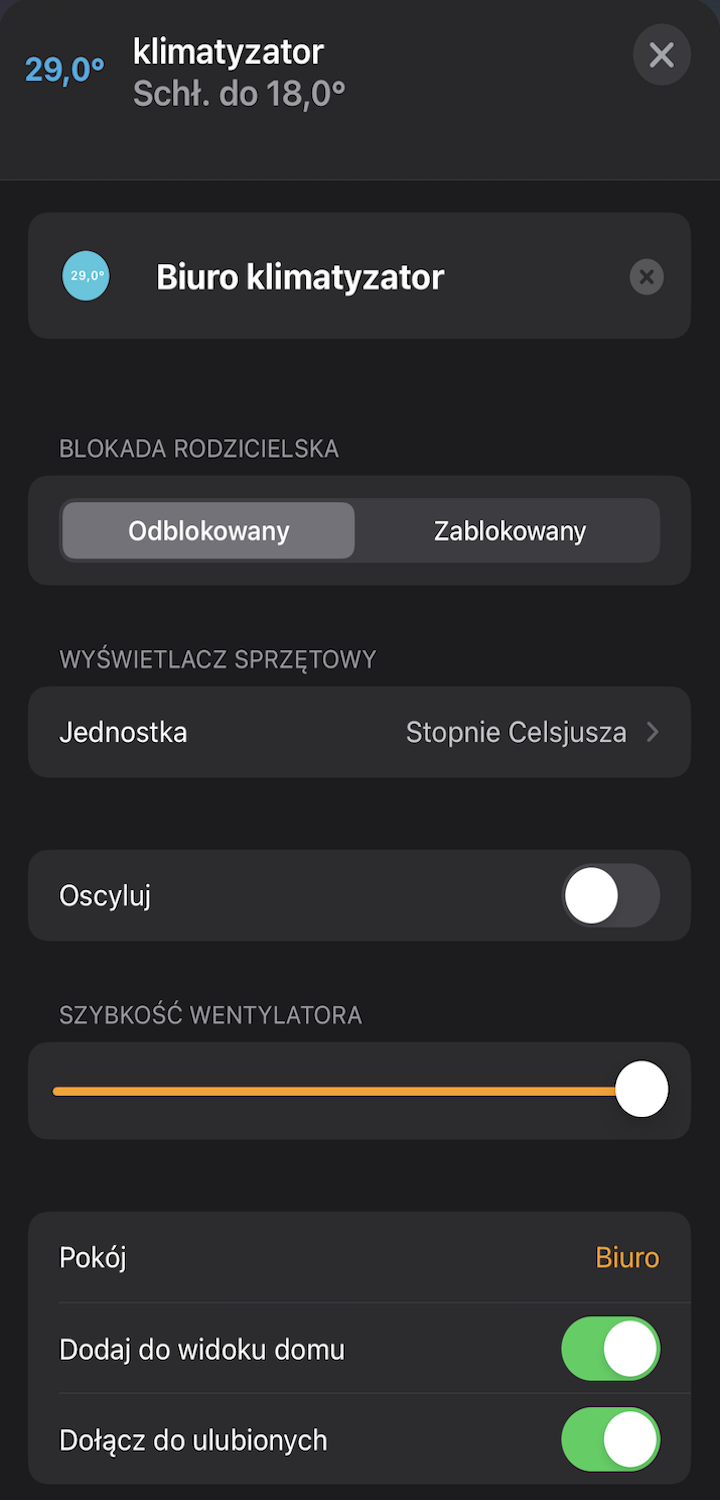 29,0°
klimatyzator
Schł. do 18,0°
29,0°
Biuro klimatyzator
BLOKADA RODZICIELSKA
Odblokowany
Zablokowany
WYŚWIETLACZ SPRZĘTOWY
Jednostka
Stopnie Celsjusza
Oscyluj
SZYBKOŚĆ WENTYLATORA
Pokój
Biuro
Dodaj do widoku domu
Dołącz do ulubionych